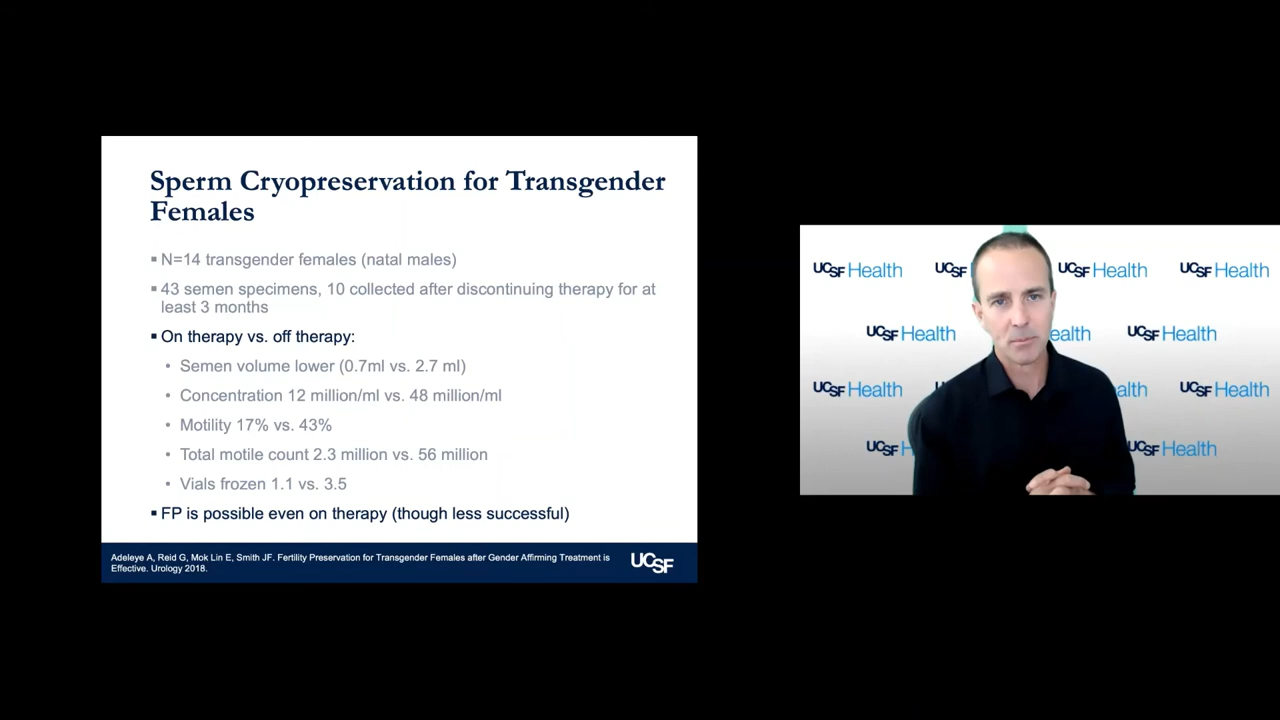 Sperm Cryopreservation for Transgender
Females
▪ N=14 transgender females (natal males)
▪ 43 semen specimens, 10 collected after discontinuing therapy for at
least 3 months
▪ On therapy vs. off therapy:
• Semen volume lower (0.7ml vs. 2.7 ml)
• Concentration 12 million/ml vs. 48 million/ml
• Motility 17% vs. 43%
• Total motile count 2.3 million vs. 56 million
• Vials frozen 1.1 vs. 3.5
▪ FP is possible even on therapy (though less successful)
Adeleye A, Reid G, Mok Lin E, Smith JF. Fertility Preservation for Transgender Females after Gender Affirming Treatment is
Effective. Urology 2018.
UCSF
UCSF Health UCSF Health UCSF Health
UCSF Health ealth UCSF Health
UCSF Health alth UCSF Health
UCSF H UCSF Health